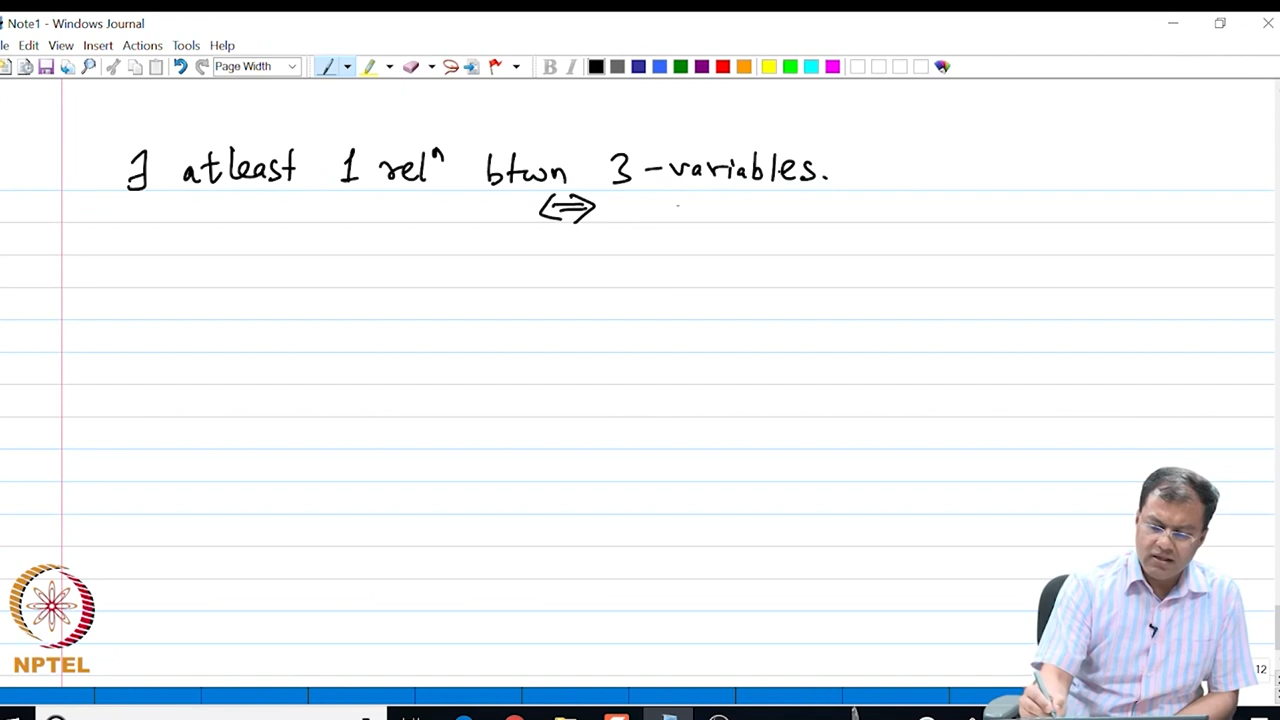 Note1 - Windows Journal
le Edit View Insert Actions Tools Help
Page Width
B I
∃ atleast 1 relⁿ btwn 3-variables.
⇔
NPTEL
12